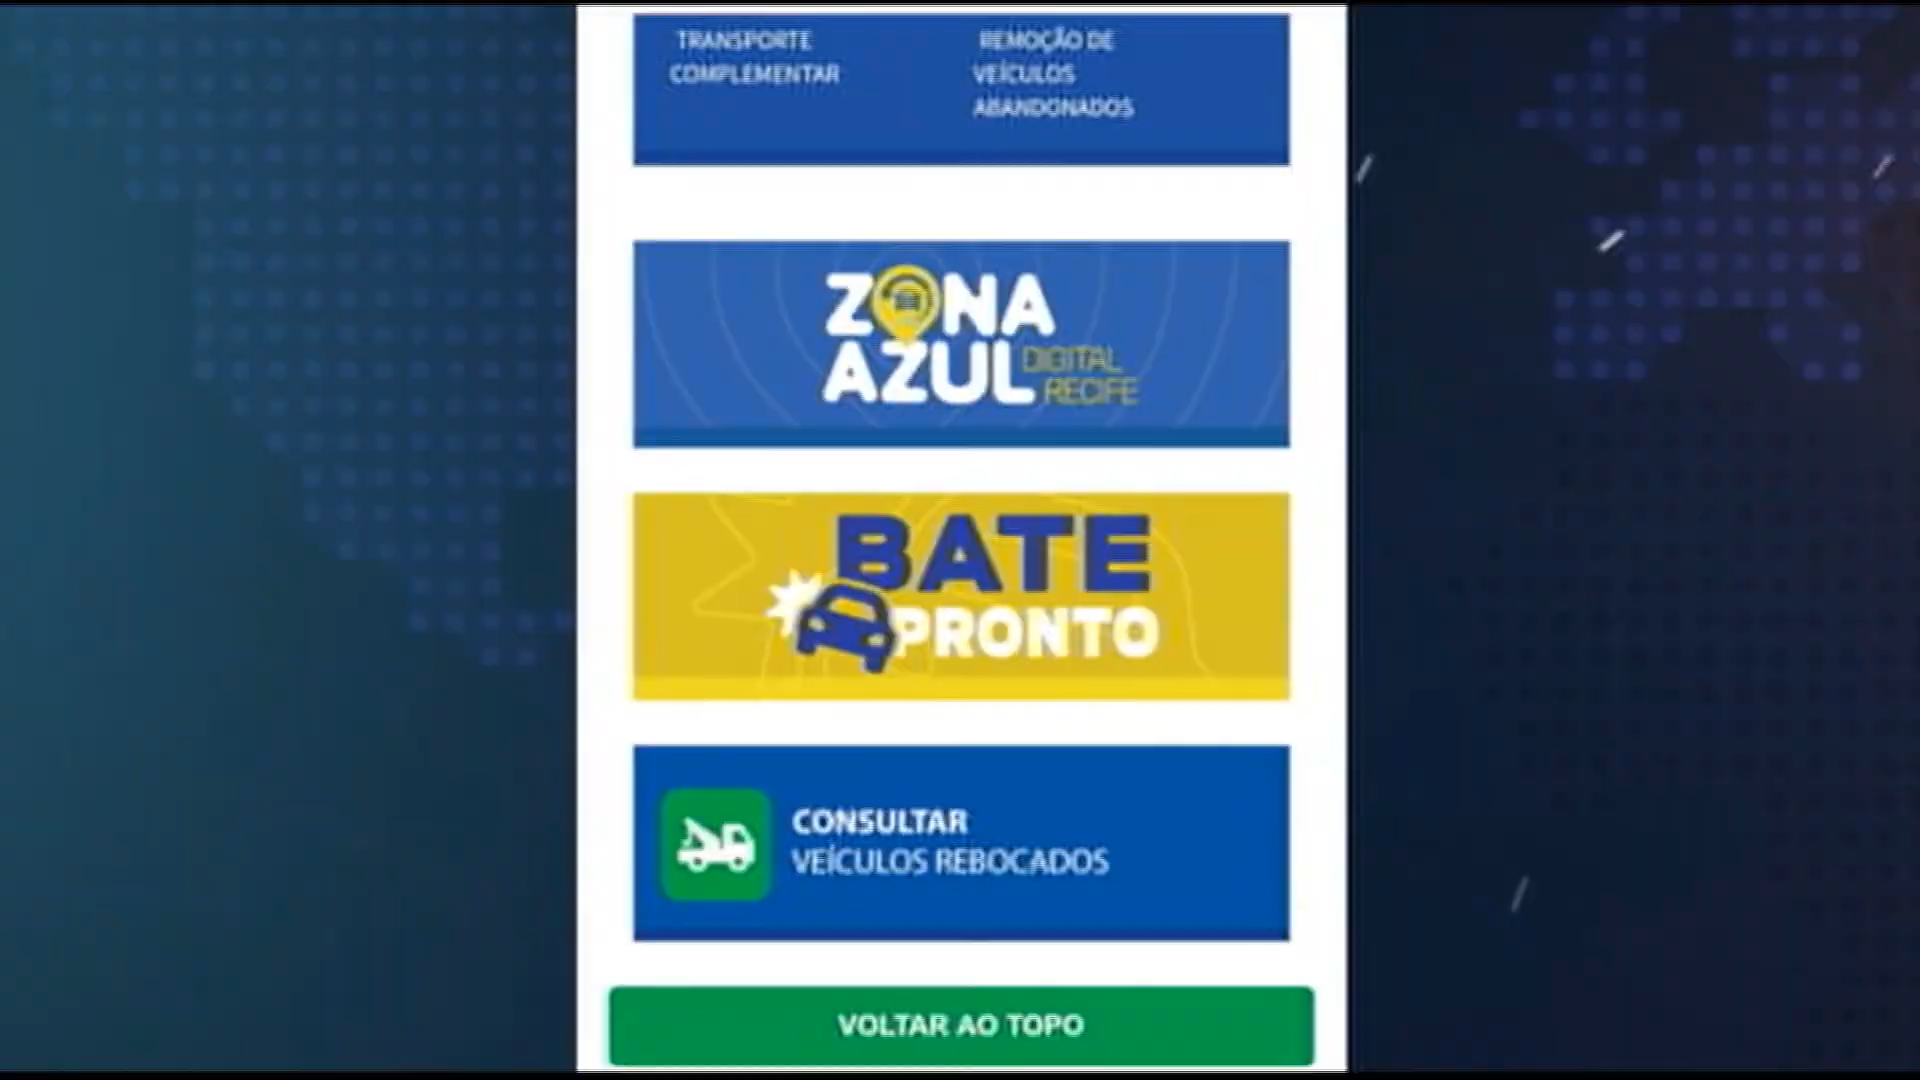 TRANSPORTE
COMPLEMENTAR
REMOÇÃO DE
VEÍCULOS
ABANDONADOS
ZONA
AZUL DIGITAL
RECIFE
BATE
PRONTO
CONSULTAR
VEÍCULOS REBOCADOS
VOLTAR AO TOPO